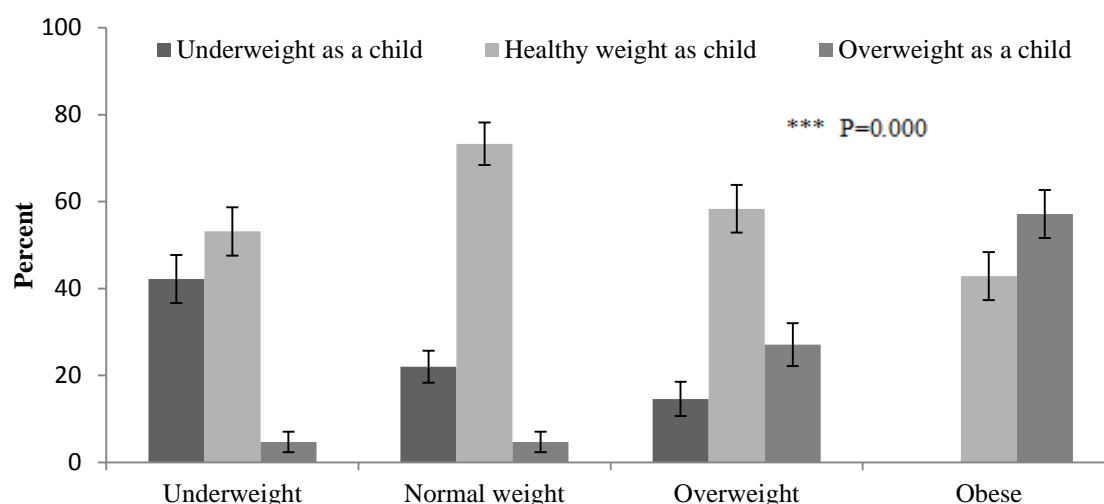 100
Underweight as a child Healthy weight as child Overweight as a child
80
*** P=0.000
60
Percent
40
20
0
Underweight Normal weight Overweight Obese